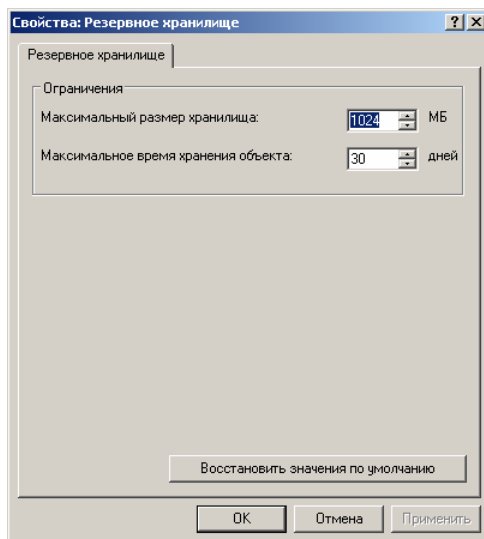 Свойства: Резервное хранилище
Резервное хранилище
Ограничения
Максимальный размер хранилища: 1024 МБ
Максимальное время хранения объекта: 30 дней
Восстановить значения по умолчанию
OK Отмена Применить